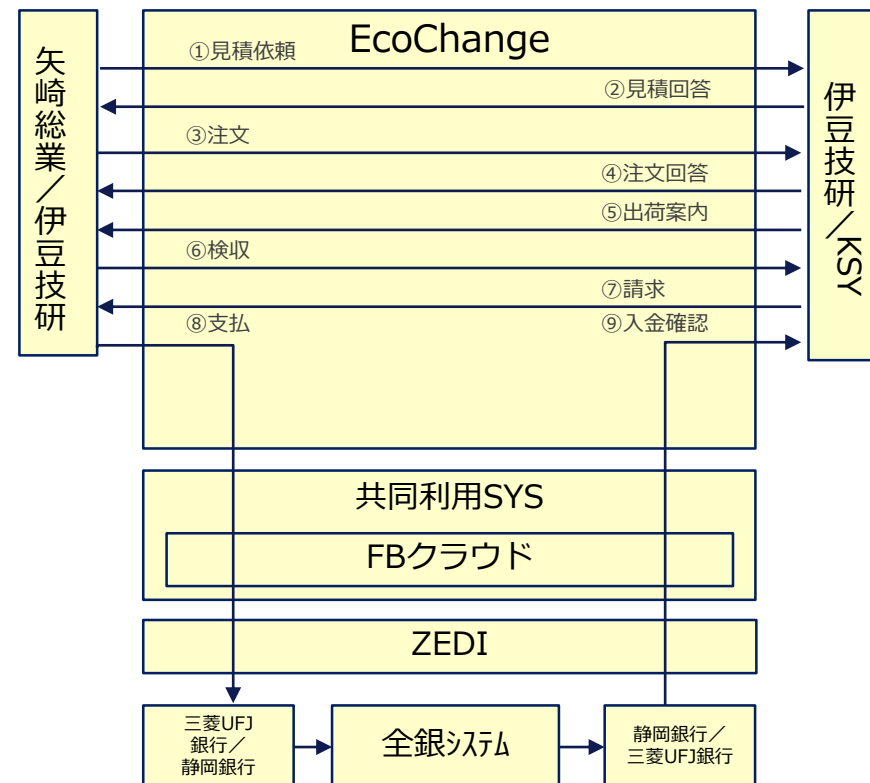 EcoChange
矢崎総業／伊豆技研
①見積依頼
②見積回答
③注文
④注文回答
⑤出荷案内
⑥検収
⑦請求
⑧支払
⑨入金確認
伊豆技研／KSY
共同利用SYS
FBクラウド
ZEDI
三菱UFJ
銀行／
静岡銀行
全銀ｼｽﾃﾑ
静岡銀行／
三菱UFJ銀行